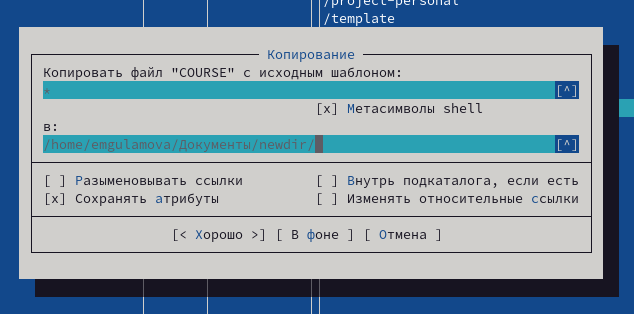 /project-personal
/template
Копирование
Копировать файл "COURSE" с исходным шаблоном:
* [^]
[x] Метасимволы shell
в:
/home/emgulamova/Документы/newdir/ [^]
[ ] Разыменовывать ссылки [ ] Внутрь подкаталога, если есть
[x] Сохранять атрибуты [ ] Изменять относительные ссылки
[< Хорошо >] [ В фоне ] [ Отмена ]